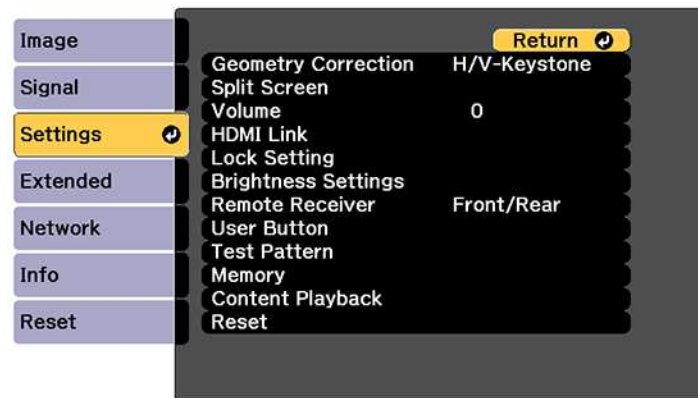 Image
Signal
Settings
Extended
Network
Info
Reset
Return
Geometry Correction H/V-Keystone
Split Screen
Volume 0
HDMI Link
Lock Setting
Brightness Settings
Remote Receiver Front/Rear
User Button
Test Pattern
Memory
Content Playback
Reset